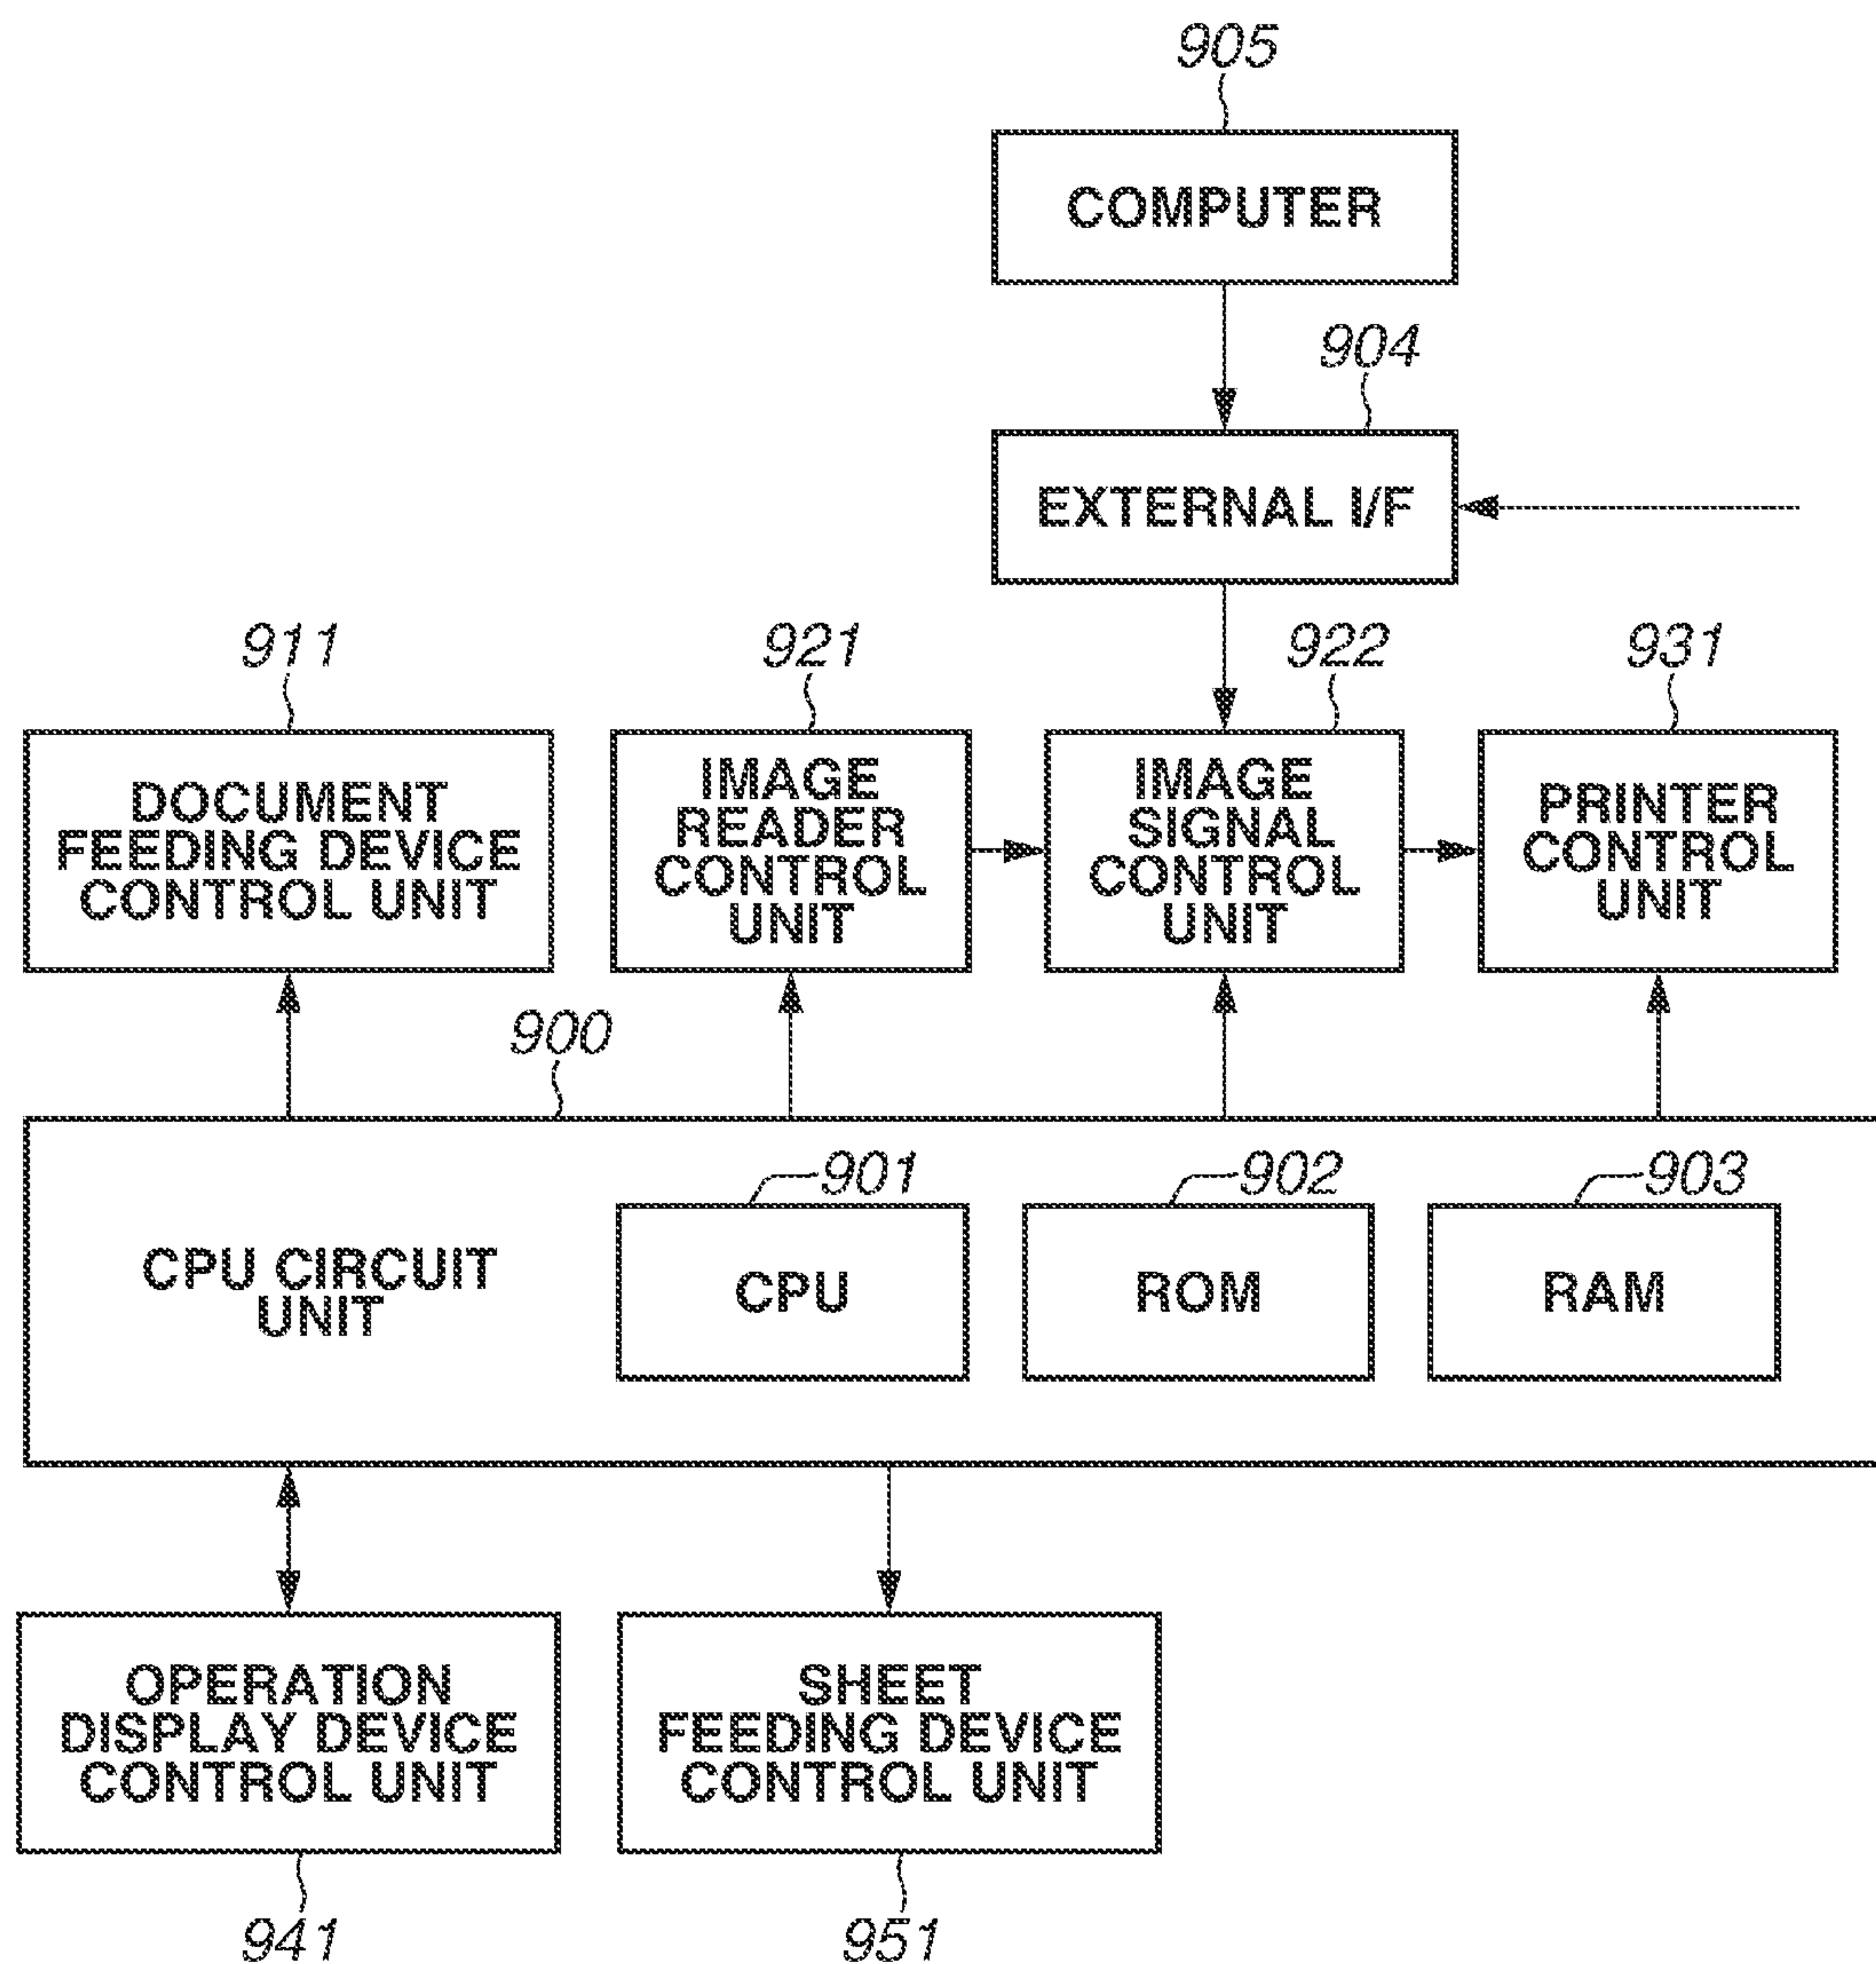 905
COMPUTER
904
EXTERNAL I/F
911
921
922
931
DOCUMENT
FEEDING DEVICE
CONTROL UNIT
IMAGE
READER
CONTROL
UNIT
IMAGE
SIGNAL
CONTROL
UNIT
PRINTER
CONTROL
UNIT
900
901
902
903
CPU CIRCUIT
UNIT
CPU
ROM
RAM
OPERATION
DISPLAY DEVICE
CONTROL UNIT
SHEET
FEEDING DEVICE
CONTROL UNIT
941
951